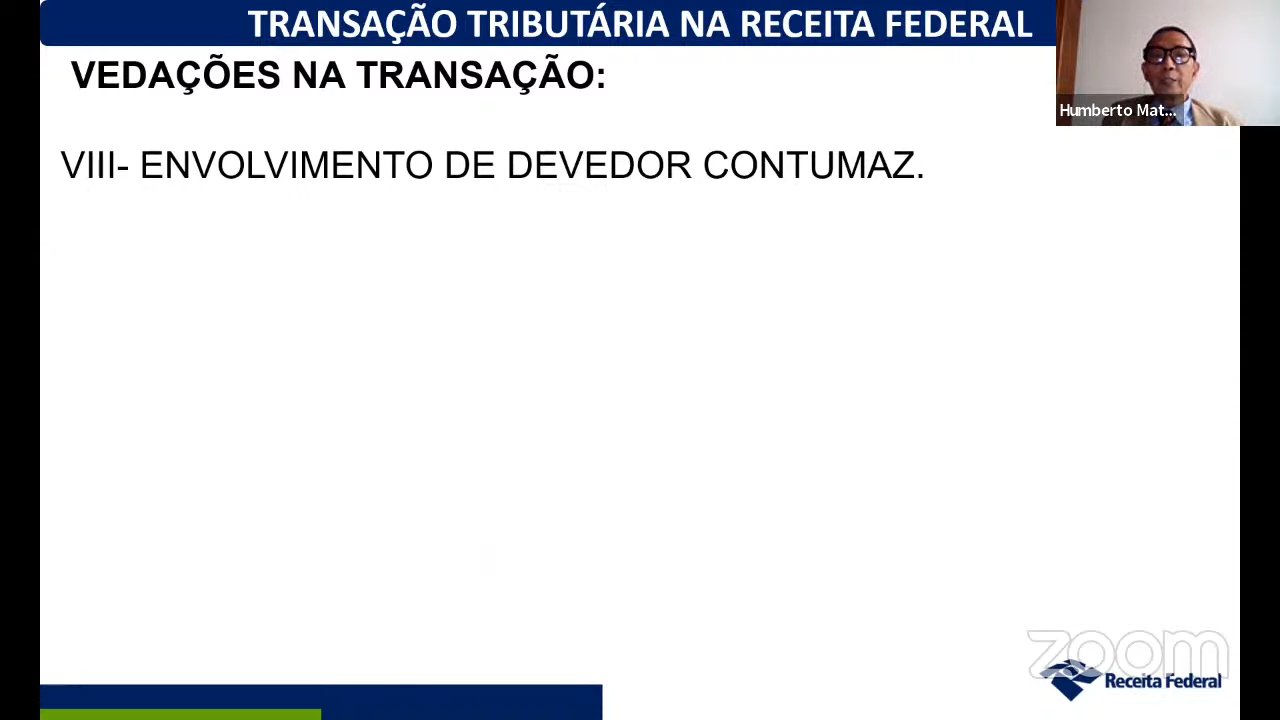 TRANSAÇÃO TRIBUTÁRIA NA RECEITA FEDERAL
VEDAÇÕES NA TRANSAÇÃO:
Humberto Mat...
VIII- ENVOLVIMENTO DE DEVEDOR CONTUMAZ.
zoom
Receita Federal